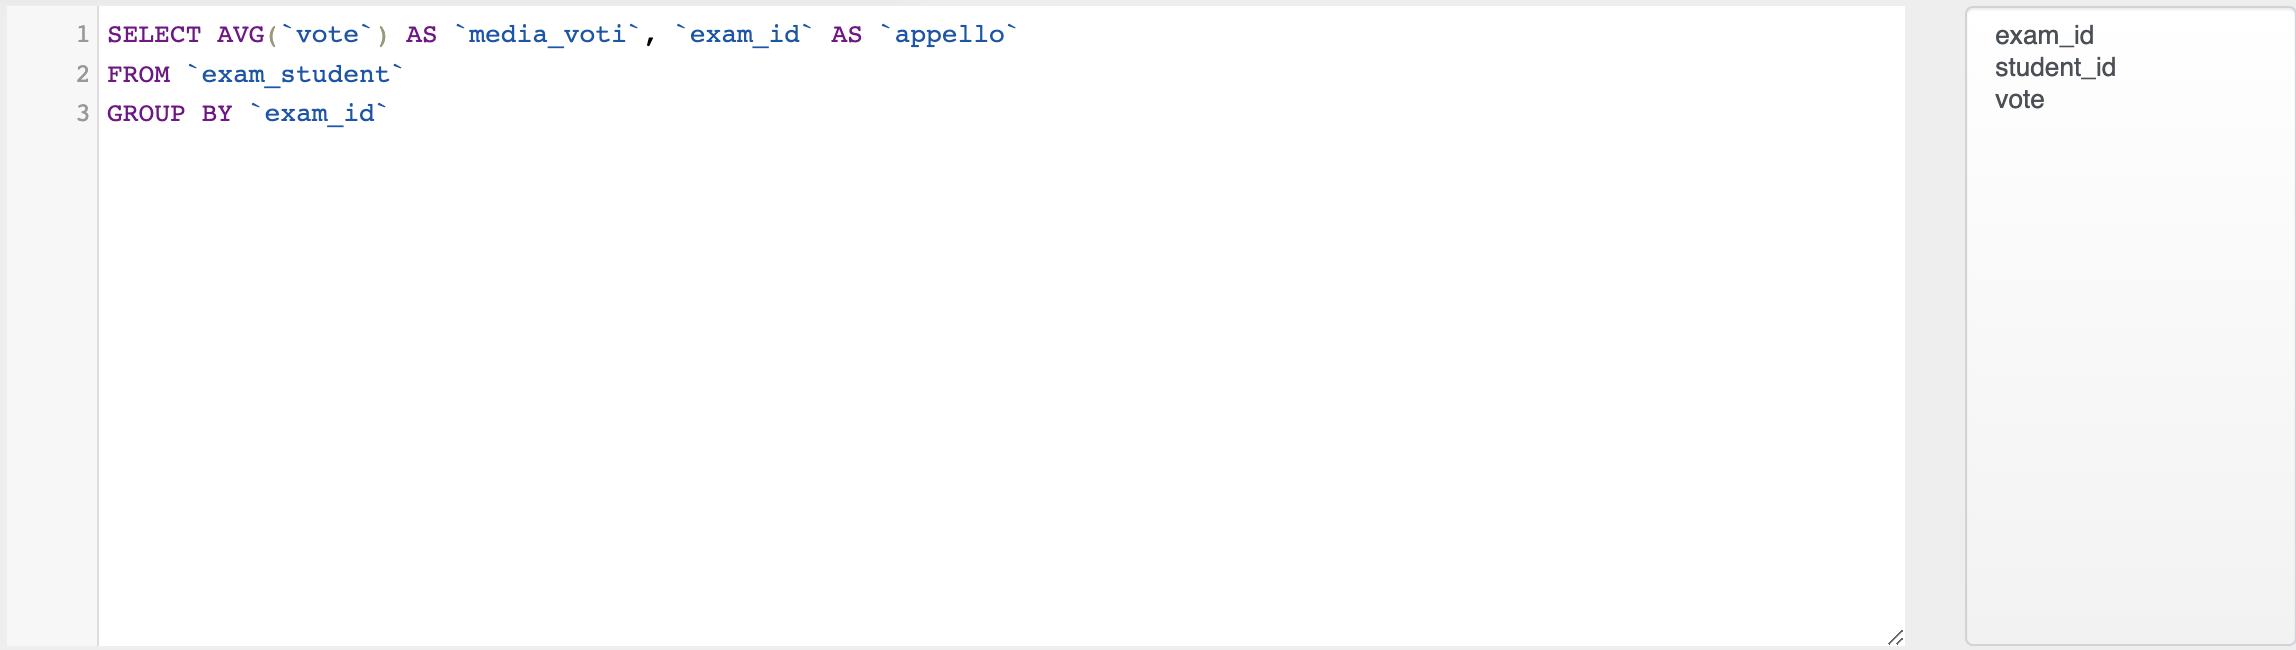 1 SELECT AVG(`vote`) AS `media_voti`, `exam_id` AS `appello`
2 FROM `exam_student`
3 GROUP BY `exam_id`
exam_id
student_id
vote